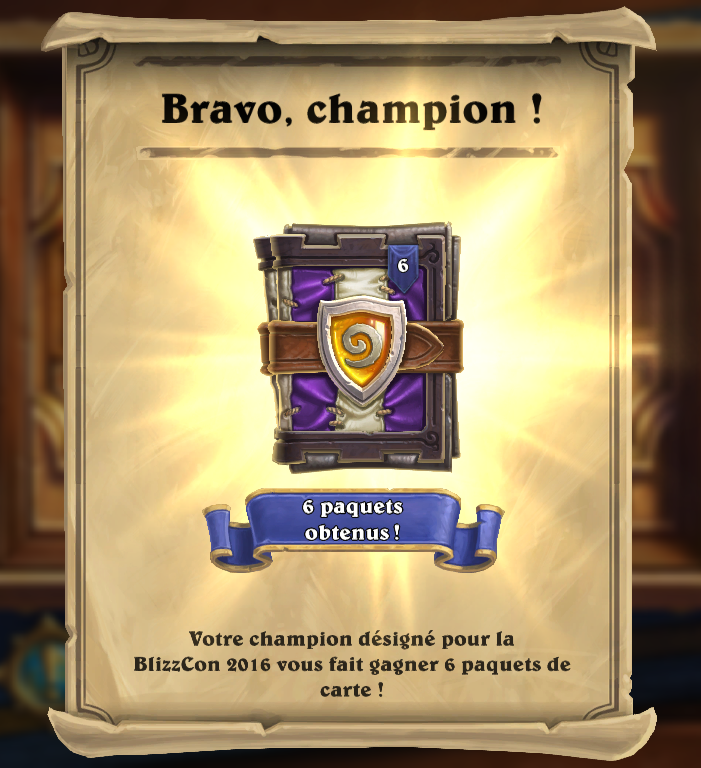 Bravo, champion !
6
6 paquets
obtenus !
Votre champion désigné pour la
BlizzCon 2016 vous fait gagner 6 paquets de
carte !